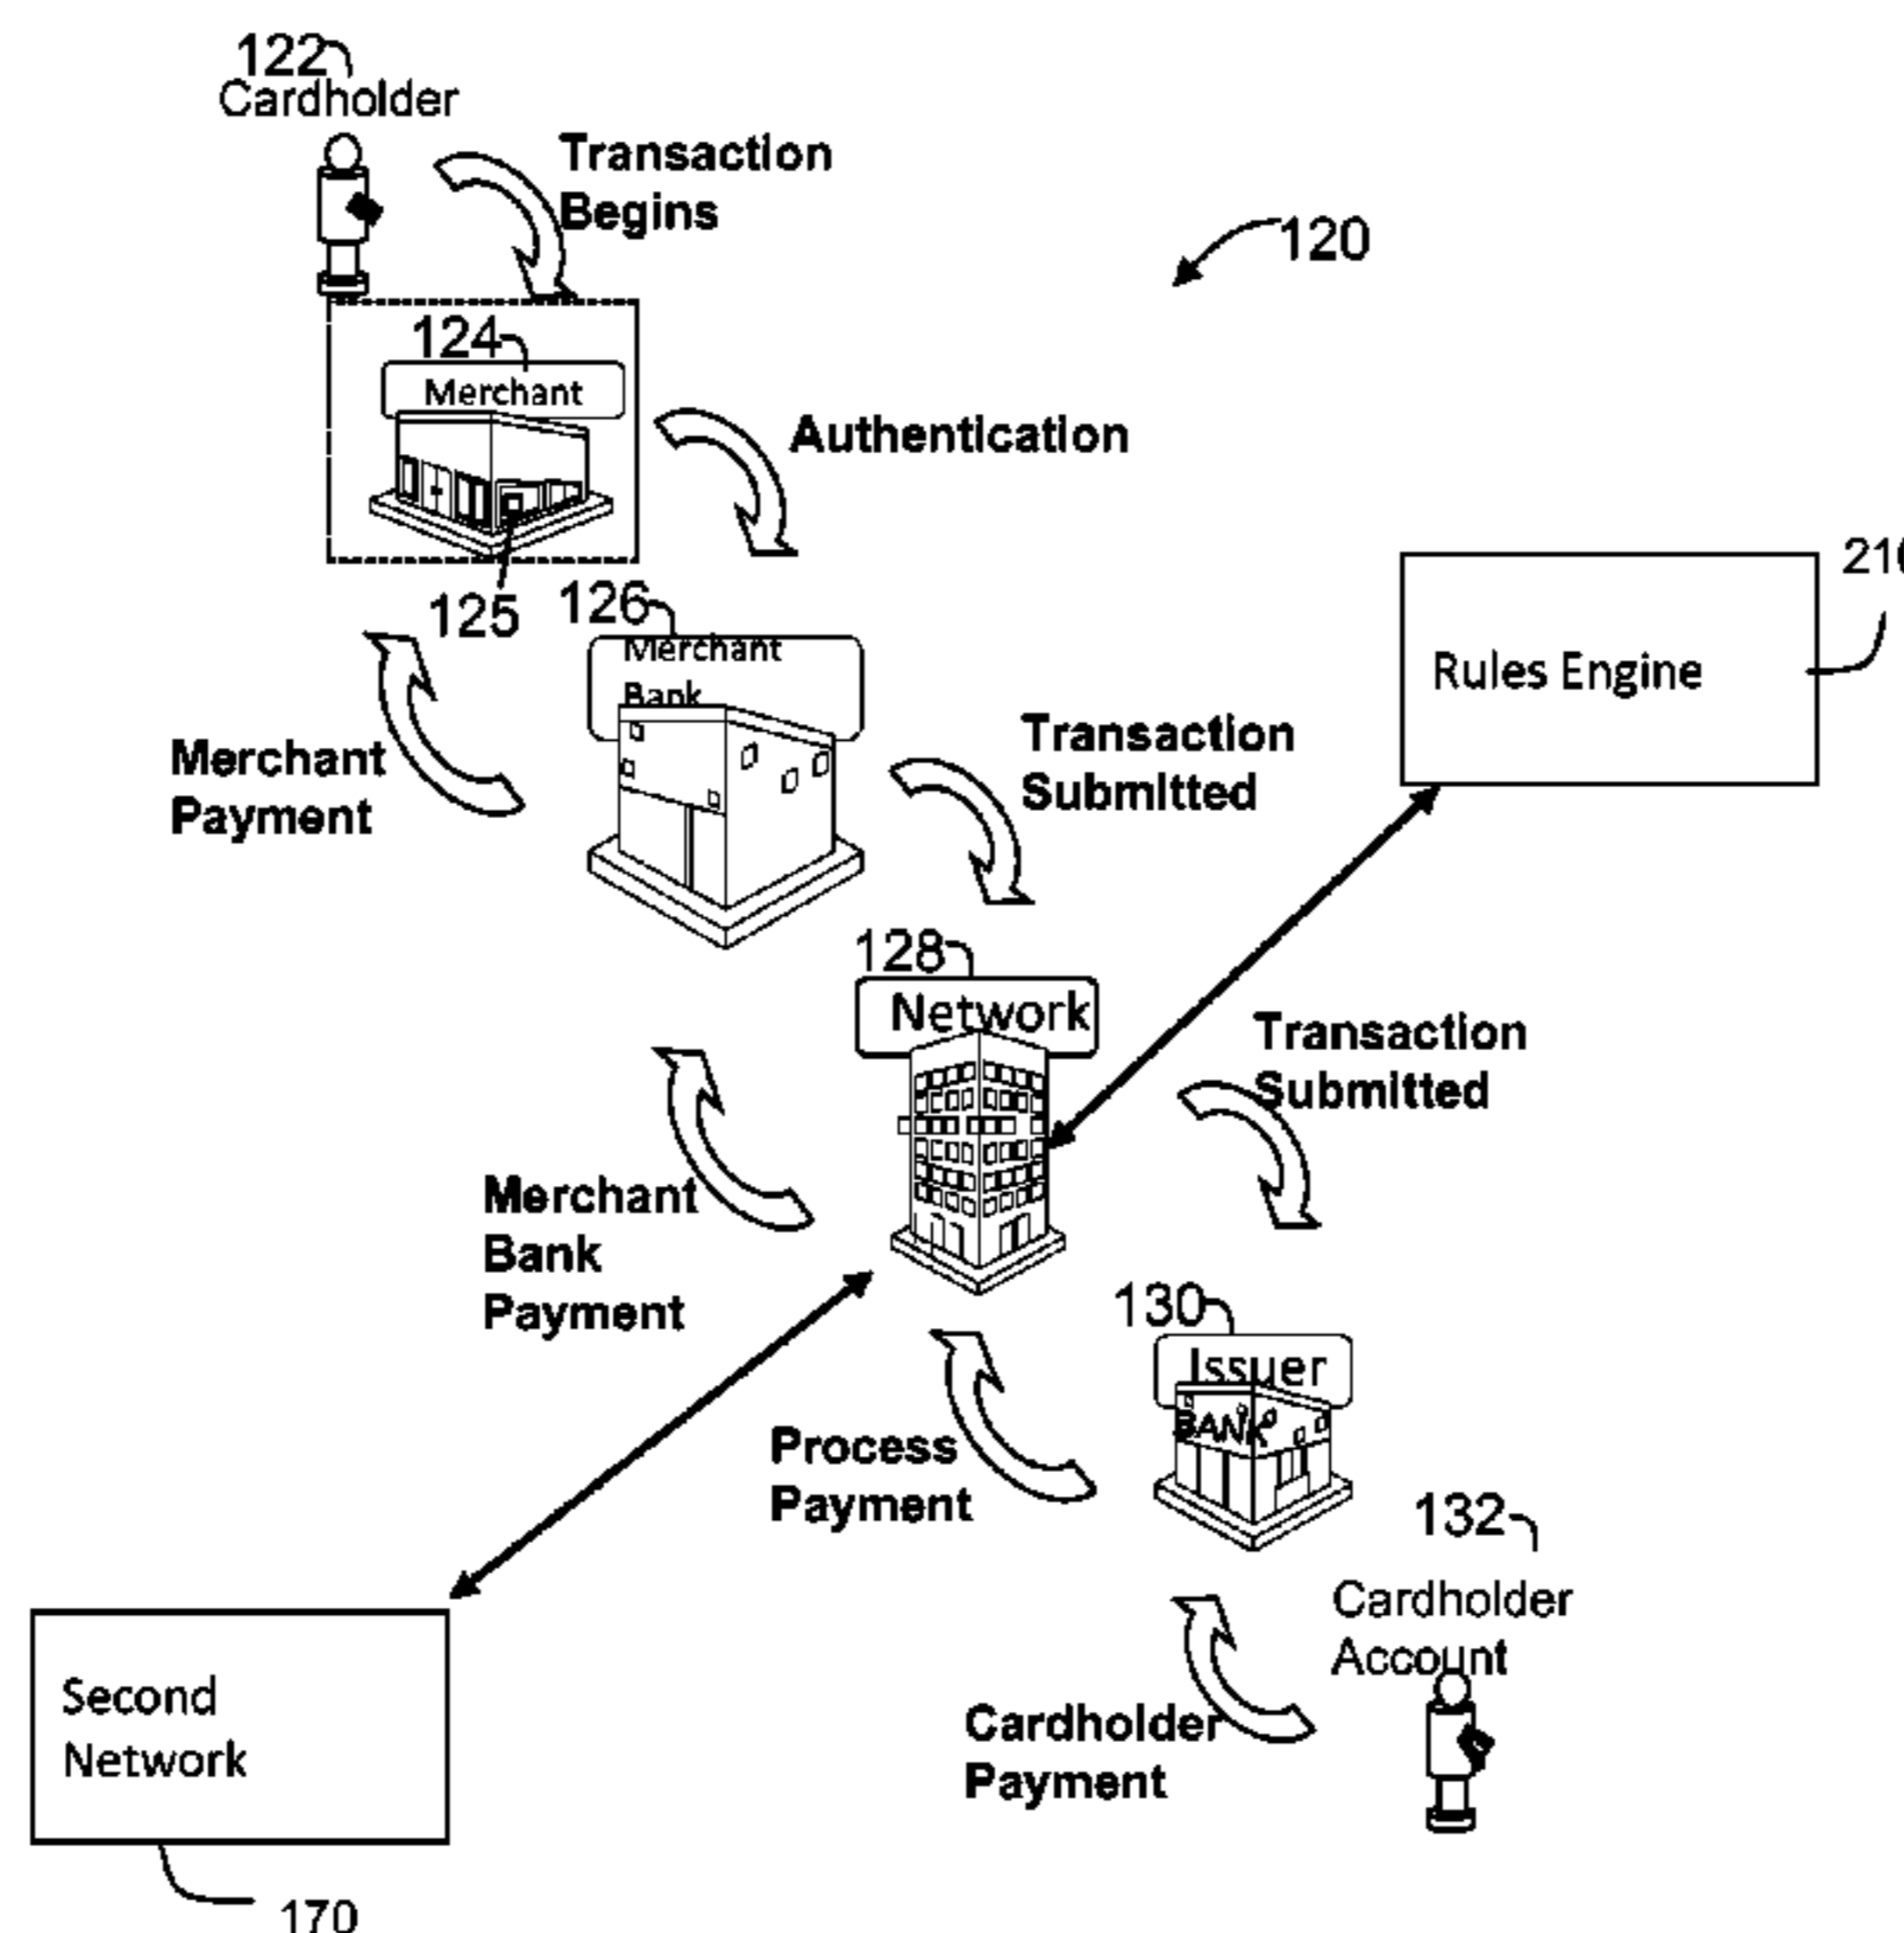 122
Cardholder
Transaction
Begins
120
124
Merchant
Authentication
125
126
Merchant
Bank
Rules Engine
Merchant
Payment
Transaction
Submitted
128
Network
Transaction
Submitted
Merchant
Bank
Payment
130
Issuer
BANK
Process
Payment
132
Cardholder
Account
Second
Network
Cardholder
Payment
170